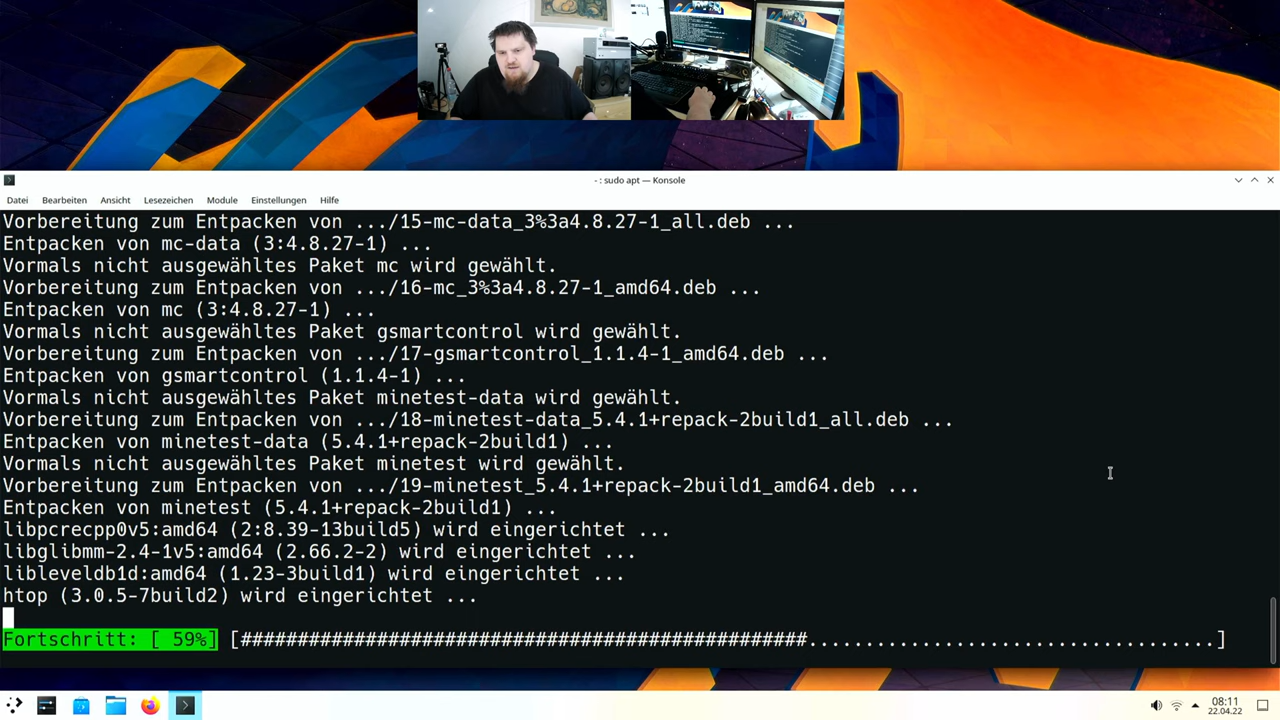 - : sudo apt — Konsole
Datei Bearbeiten Ansicht Lesezeichen Module Einstellungen Hilfe
Vorbereitung zum Entpacken von .../15-mc-data_3%3a4.8.27-1_all.deb ...
Entpacken von mc-data (3:4.8.27-1) ...
Vormals nicht ausgewähltes Paket mc wird gewählt.
Vorbereitung zum Entpacken von .../16-mc_3%3a4.8.27-1_amd64.deb ...
Entpacken von mc (3:4.8.27-1) ...
Vormals nicht ausgewähltes Paket gsmartcontrol wird gewählt.
Vorbereitung zum Entpacken von .../17-gsmartcontrol_1.1.4-1_amd64.deb ...
Entpacken von gsmartcontrol (1.1.4-1) ...
Vormals nicht ausgewähltes Paket minetest-data wird gewählt.
Vorbereitung zum Entpacken von .../18-minetest-data_5.4.1+repack-2build1_all.deb ...
Entpacken von minetest-data (5.4.1+repack-2build1) ...
Vormals nicht ausgewähltes Paket minetest wird gewählt.
Vorbereitung zum Entpacken von .../19-minetest_5.4.1+repack-2build1_amd64.deb ...
Entpacken von minetest (5.4.1+repack-2build1) ...
libpcrecpp0v5:amd64 (2:8.39-13build5) wird eingerichtet ...
libglibmm-2.4-1v5:amd64 (2.66.2-2) wird eingerichtet ...
libleveldb1d:amd64 (1.23-3build1) wird eingerichtet ...
htop (3.0.5-7build2) wird eingerichtet ...
Fortschritt: [ 59%] [##################################################....................................]
08:11
22.04.22